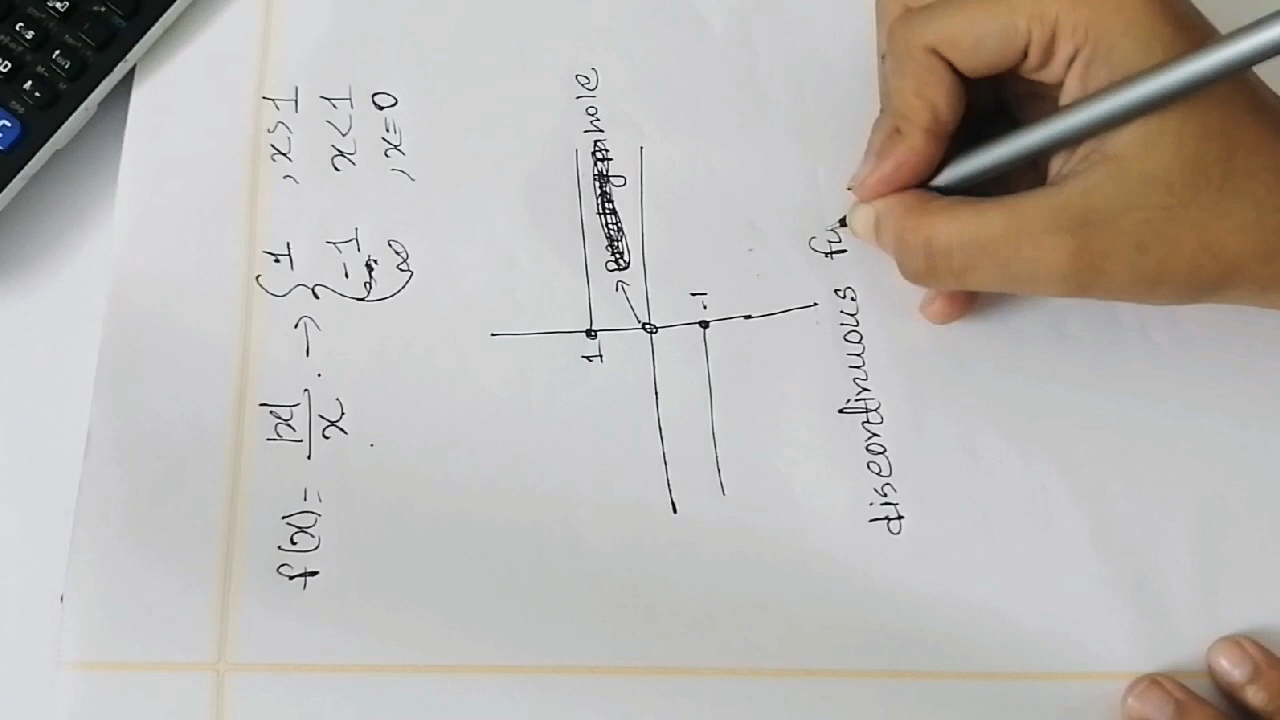 f(x) = |x|/x . → { 1 , x>1
-1 x<1
∞ , x=0
hole
1
-1
discontinuous fu